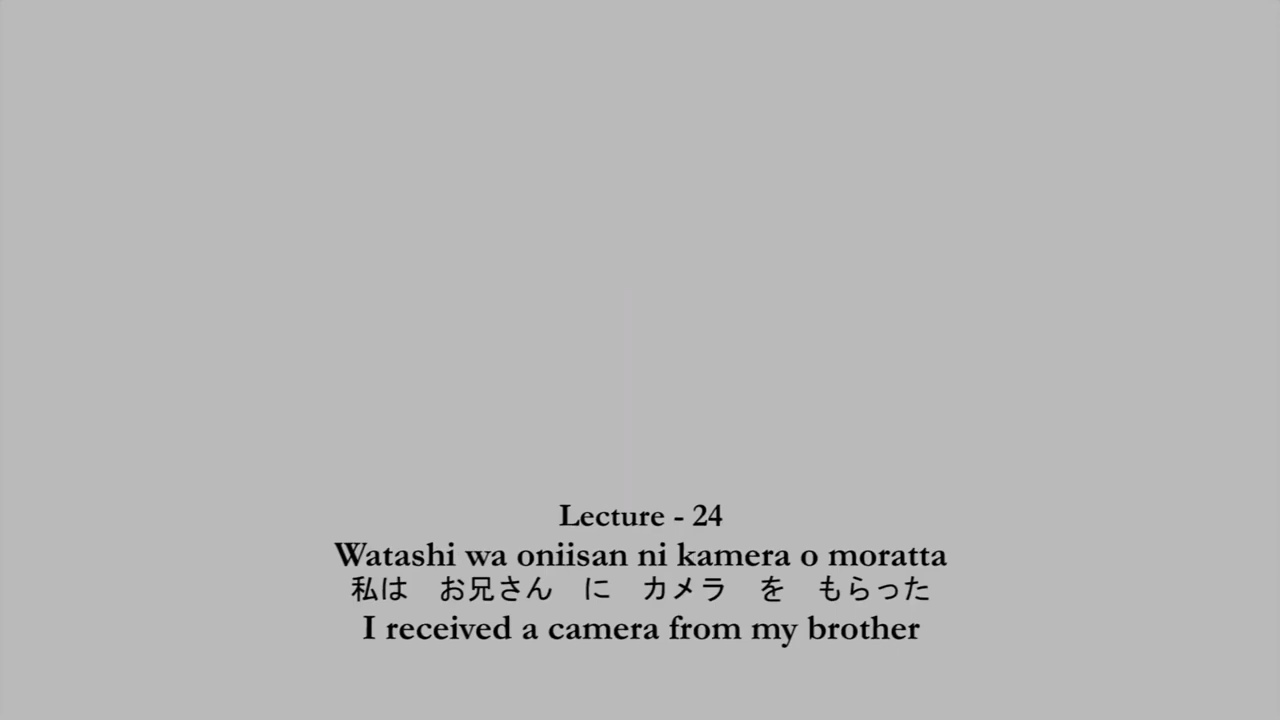 Lecture - 24
Watashi wa oniisan ni kamera o moratta
私は　お兄さん　に　カメラ　を　もらった
I received a camera from my brother